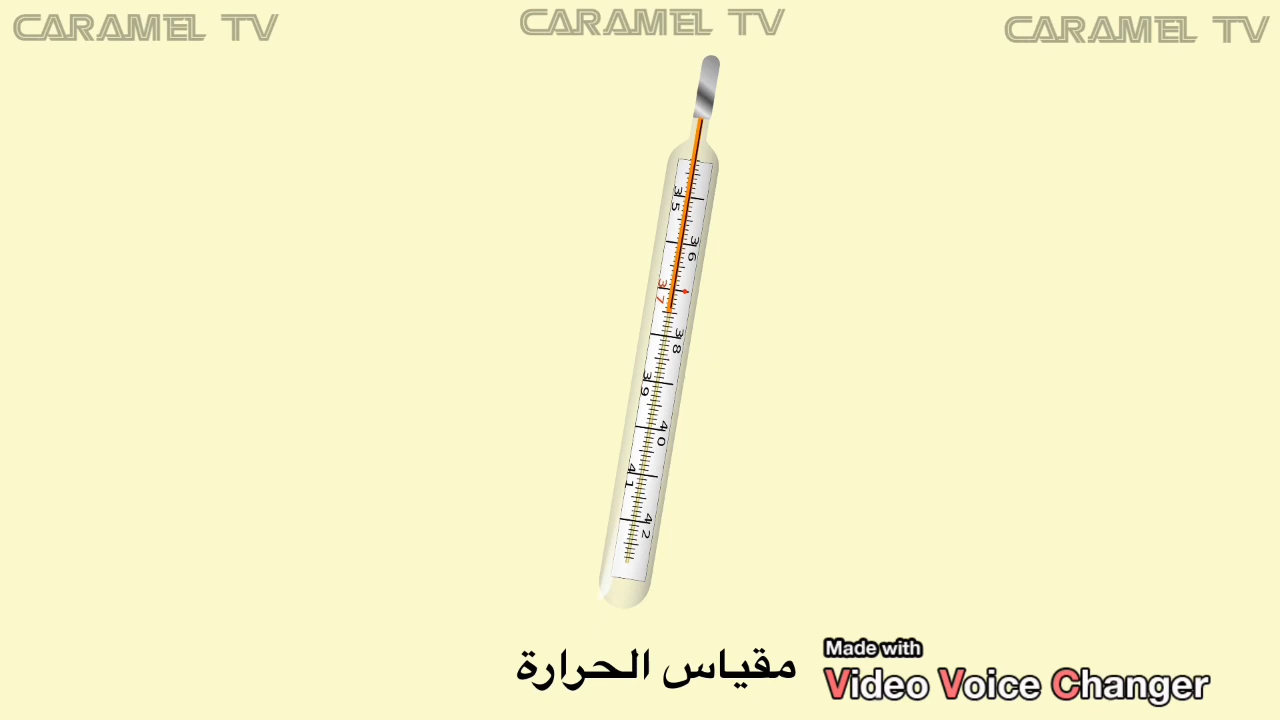 CARAMEL TV
CARAMEL TV
CARAMEL TV
35
36
37
38
39
40
41
42
مقياس الحرارة
Made with
Video Voice Changer